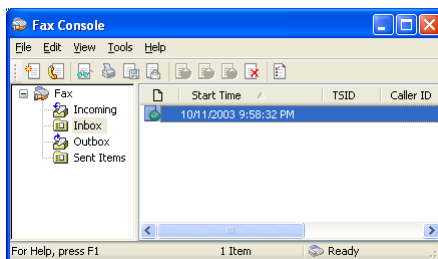 Fax Console
File Edit View Tools Help
Fax
Incoming
Inbox
Outbox
Sent Items
Start Time TSID Caller ID
10/11/2003 9:58:32 PM
For Help, press F1 1 Item Ready